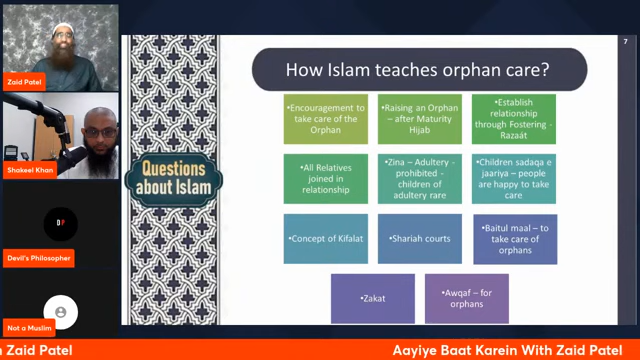 7
Zaid Patel
Shakeel Khan
DP
Devil's Philosopher
Not a Muslim
Questions
about Islam
How Islam teaches orphan care?
•Encouragement to
take care of the
Orphan
•Raising an Orphan
– after Maturity
Hijab
•Establish
relationship
through Fostering -
Razaát
•All Relatives
joined in
relationship
•Zina – Adultery -
prohibited -
children of
adultery rare
•Children sadaqa e
jaariya – people
are happy to take
care
•Concept of Kifalat
•Shariah courts
•Baitul maal – to
take care of
orphans
•Zakat
•Awqaf – for
orphans
h Zaid Patel
Aayiye Baat Karein With Zaid Patel